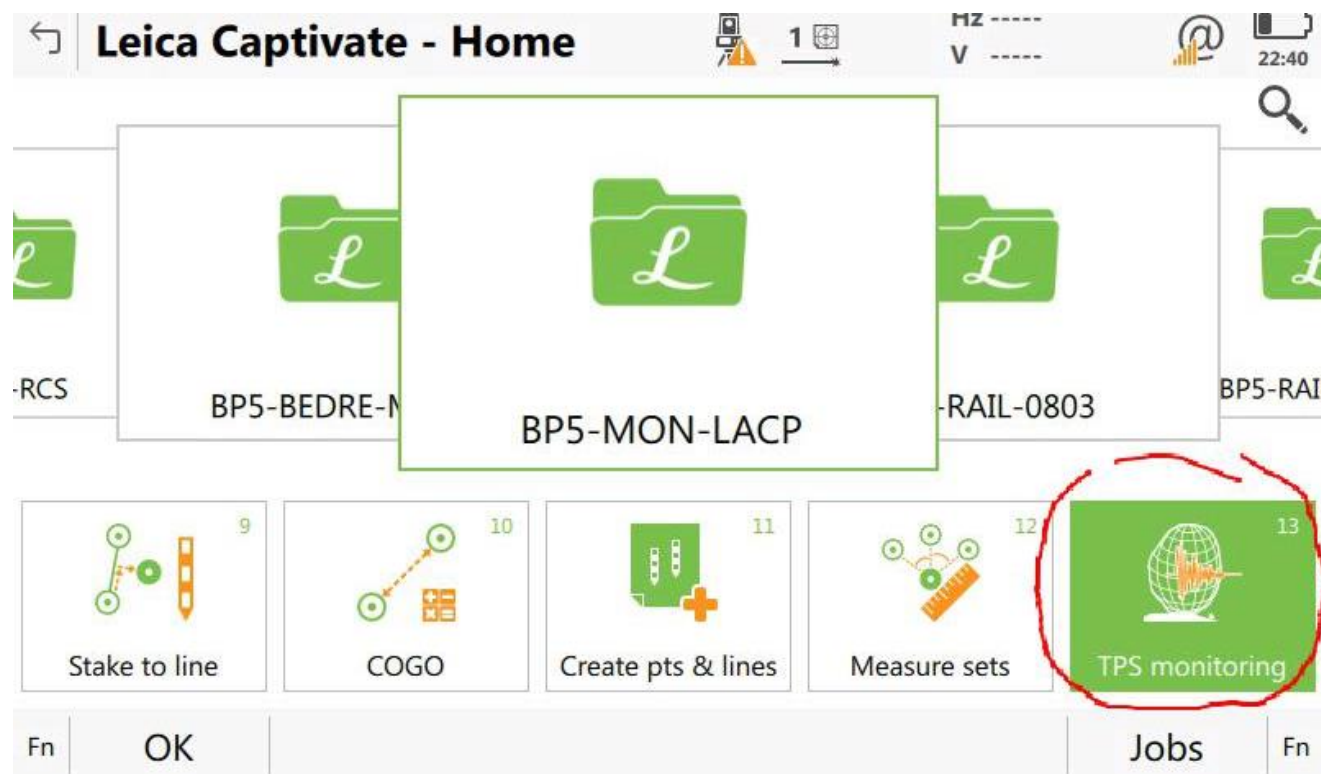 Leica Captivate - Home
1
Hz -----
V -----
22:40
-RCS
BP5-BEDRE-M
BP5-MON-LACP
-RAIL-0803
BP5-RAI
9
Stake to line
10
COGO
11
Create pts & lines
12
Measure sets
13
TPS monitoring
Fn
OK
Jobs
Fn